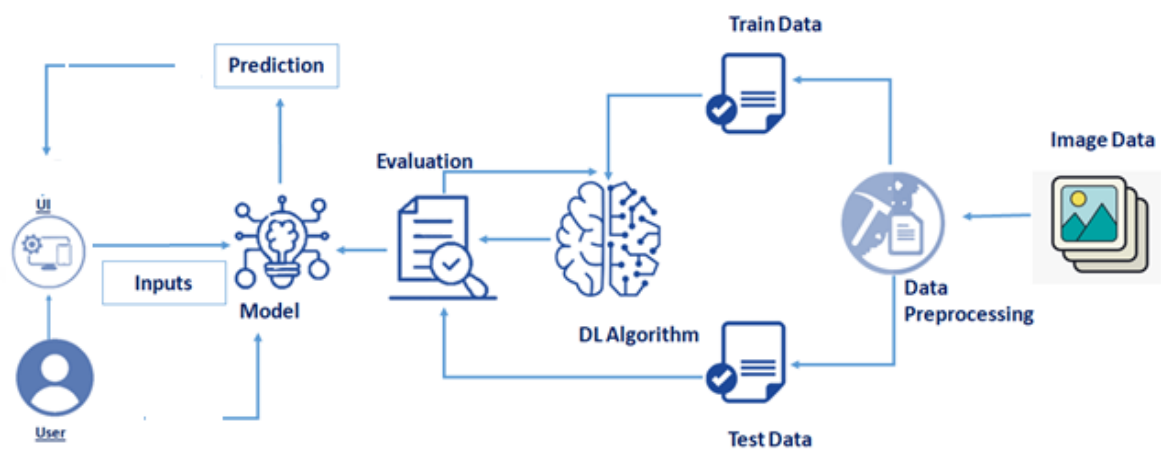 Train Data
Prediction
Image Data
Evaluation
UI
Inputs
Model
Data
Preprocessing
DL Algorithm
User
Test Data